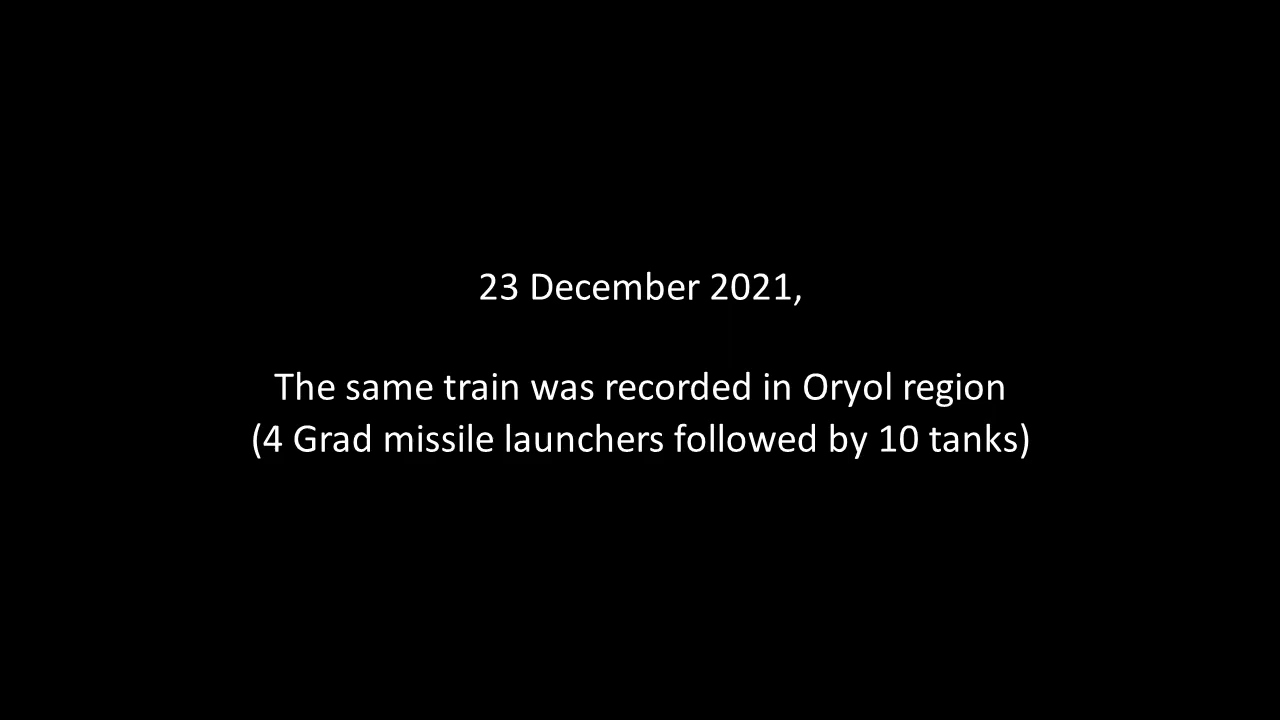 23 December 2021,
The same train was recorded in Oryol region
(4 Grad missile launchers followed by 10 tanks)